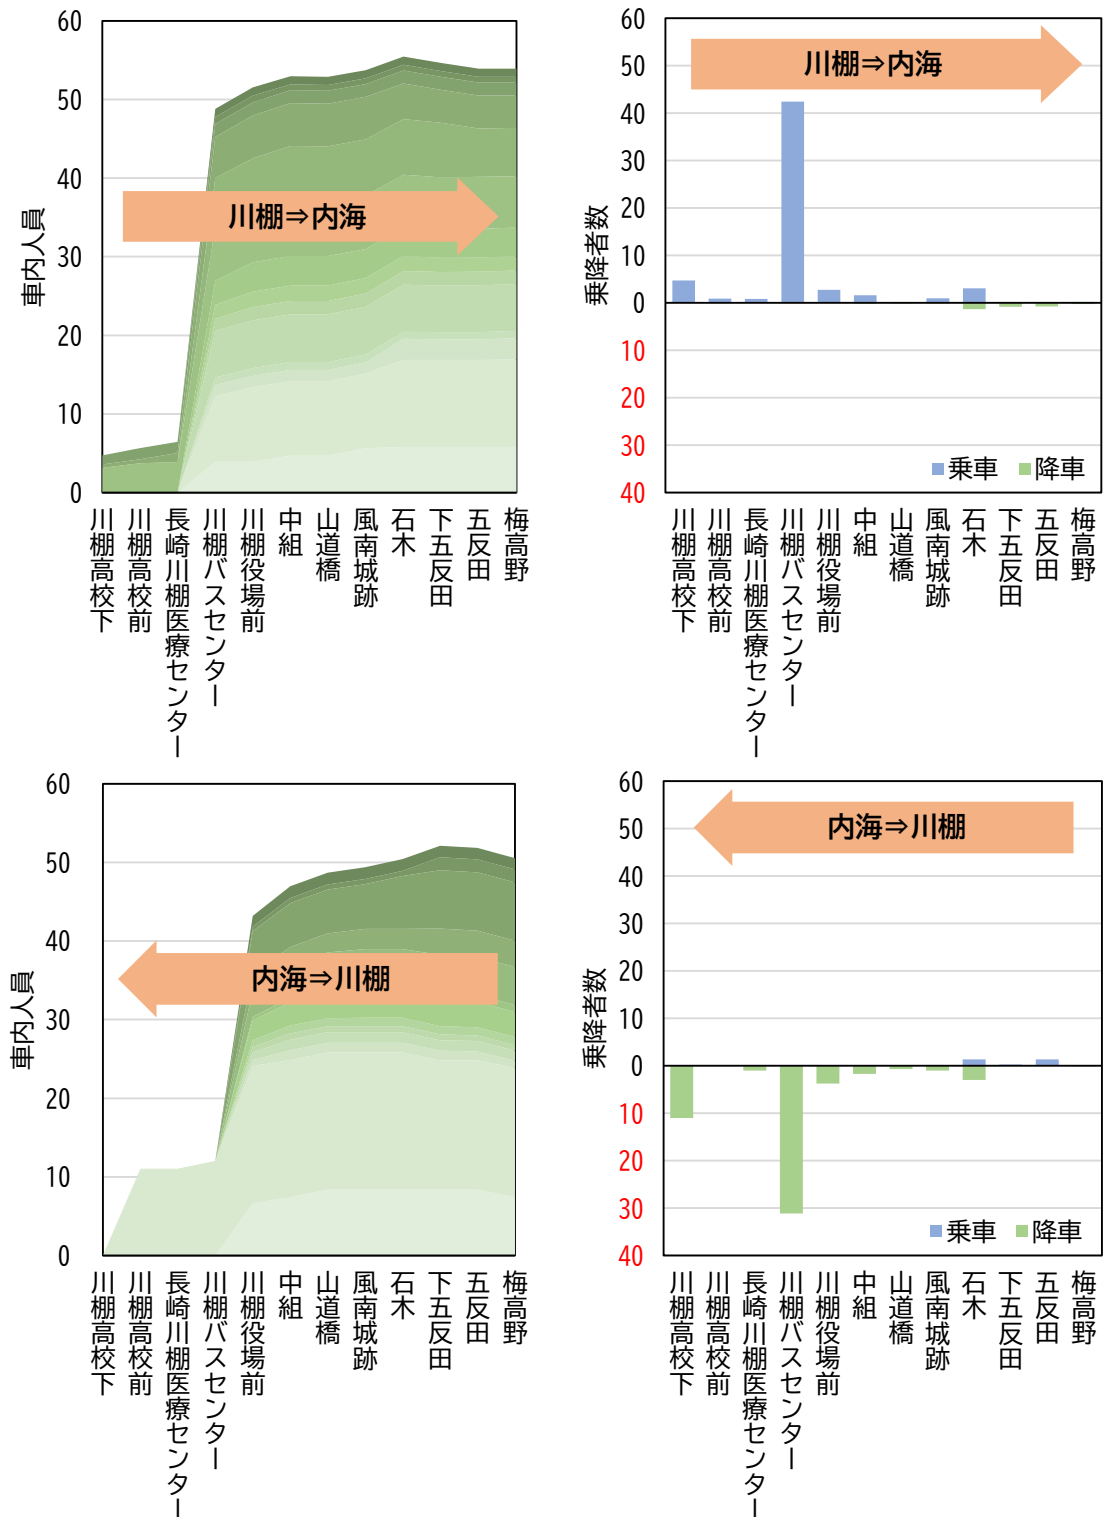 60
50
40
30
20
10
0
車内人員
川棚⇒内海
川棚高校下
川棚高校前
長崎川棚医療センター
川棚バスセンター
川棚役場前
中組
山道橋
風南城跡
石木
下五反田
五反田
梅高野
60
50
40
30
20
10
0
10
20
30
40
乗降者数
川棚⇒内海
乗車 降車
川棚高校下
川棚高校前
長崎川棚医療センター
川棚バスセンター
川棚役場前
中組
山道橋
風南城跡
石木
下五反田
五反田
梅高野
60
50
40
30
20
10
0
車内人員
内海⇒川棚
川棚高校下
川棚高校前
長崎川棚医療センター
川棚バスセンター
川棚役場前
中組
山道橋
風南城跡
石木
下五反田
五反田
梅高野
60
50
40
30
20
10
0
10
20
30
40
乗降者数
内海⇒川棚
乗車 降車
川棚高校下
川棚高校前
長崎川棚医療センター
川棚バスセンター
川棚役場前
中組
山道橋
風南城跡
石木
下五反田
五反田
梅高野